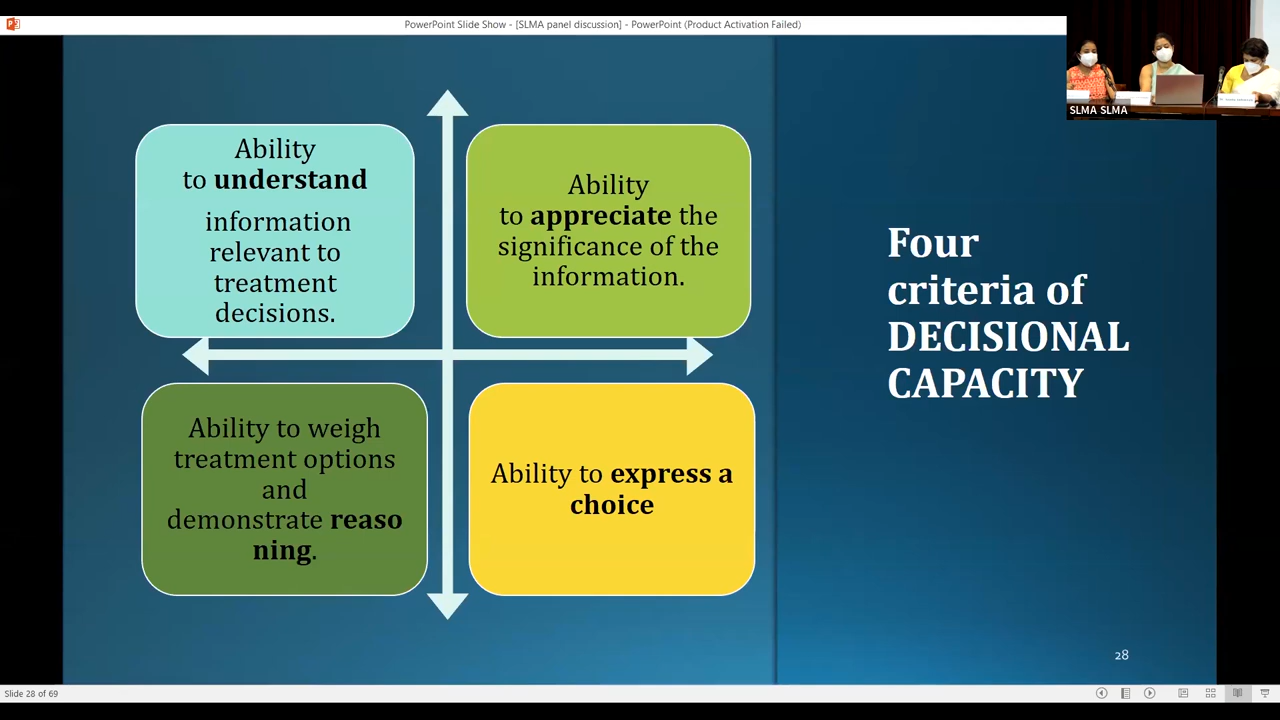 PowerPoint Slide Show - [SLMA panel discussion] - PowerPoint (Product Activation Failed)
SLMA SLMA
Ability
to understand
information
relevant to
treatment
decisions.
Ability
to appreciate the
significance of the
information.
Ability to weigh
treatment options
and
demonstrate reaso
ning.
Ability to express a
choice
Four
criteria of
DECISIONAL
CAPACITY
28
Slide 28 of 69